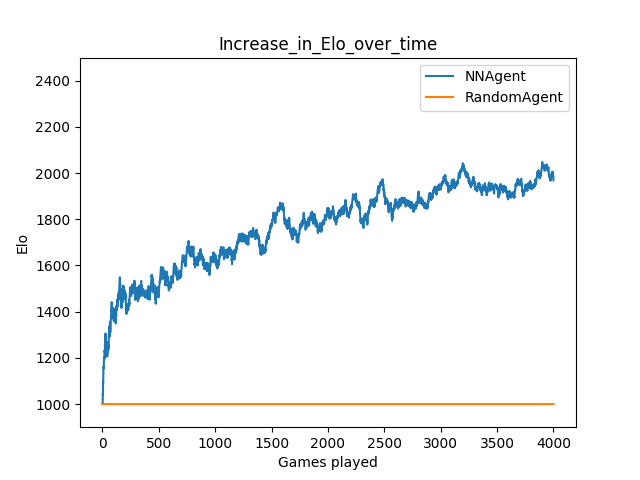 Increase_in_Elo_over_time
NNAgent
RandomAgent
2400
2200
2000
1800
1600
1400
1200
1000
Elo
0 500 1000 1500 2000 2500 3000 3500 4000
Games played